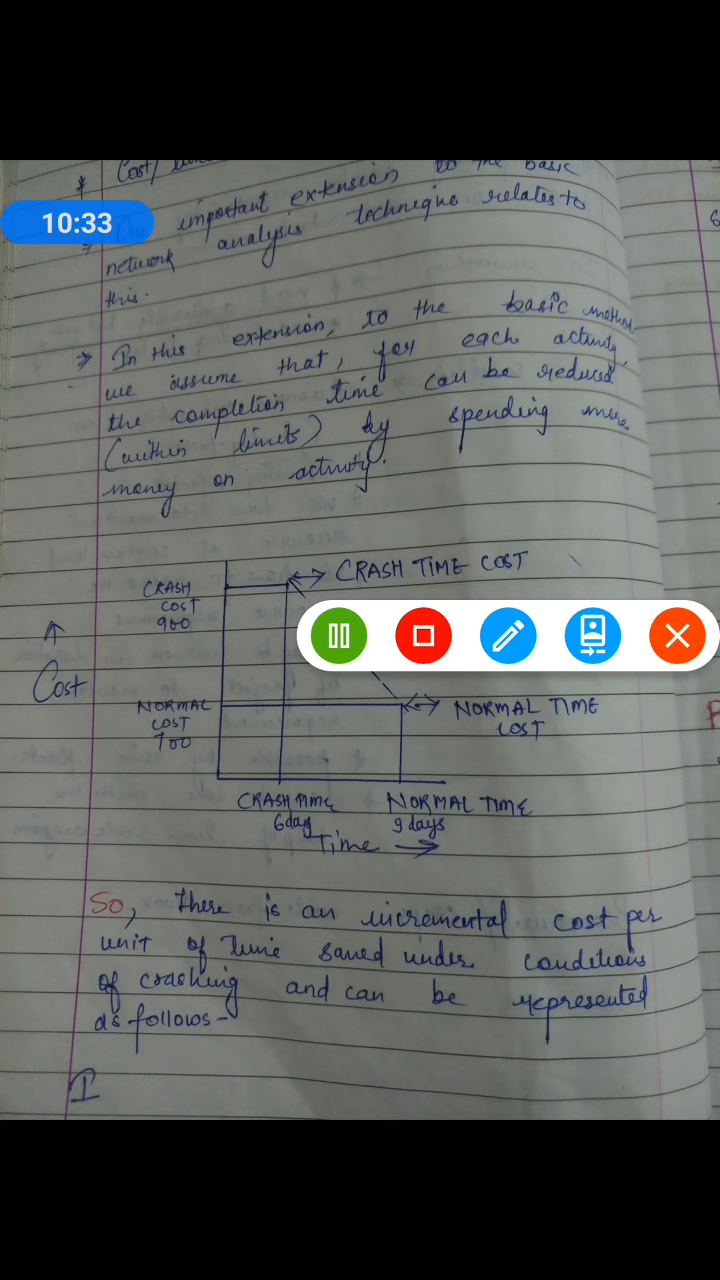 * Cost/
10:33
important extension to the basic
network analysis technique relates to
this.
→ In this extension, to the basic method
we assume that, for each activity,
the completion time can be reduced
(within limits) by spending more
money on activity.
CRASH TIME COST
CRASH
COST
900
Cost
NORMAL
COST
700
NORMAL TIME
COST
CRASH TIME
6 day
NORMAL TIME
9 days
Time →
So, there is an incremental cost per
unit of time saved under conditions
of crashing and can be represented
as follows-
I